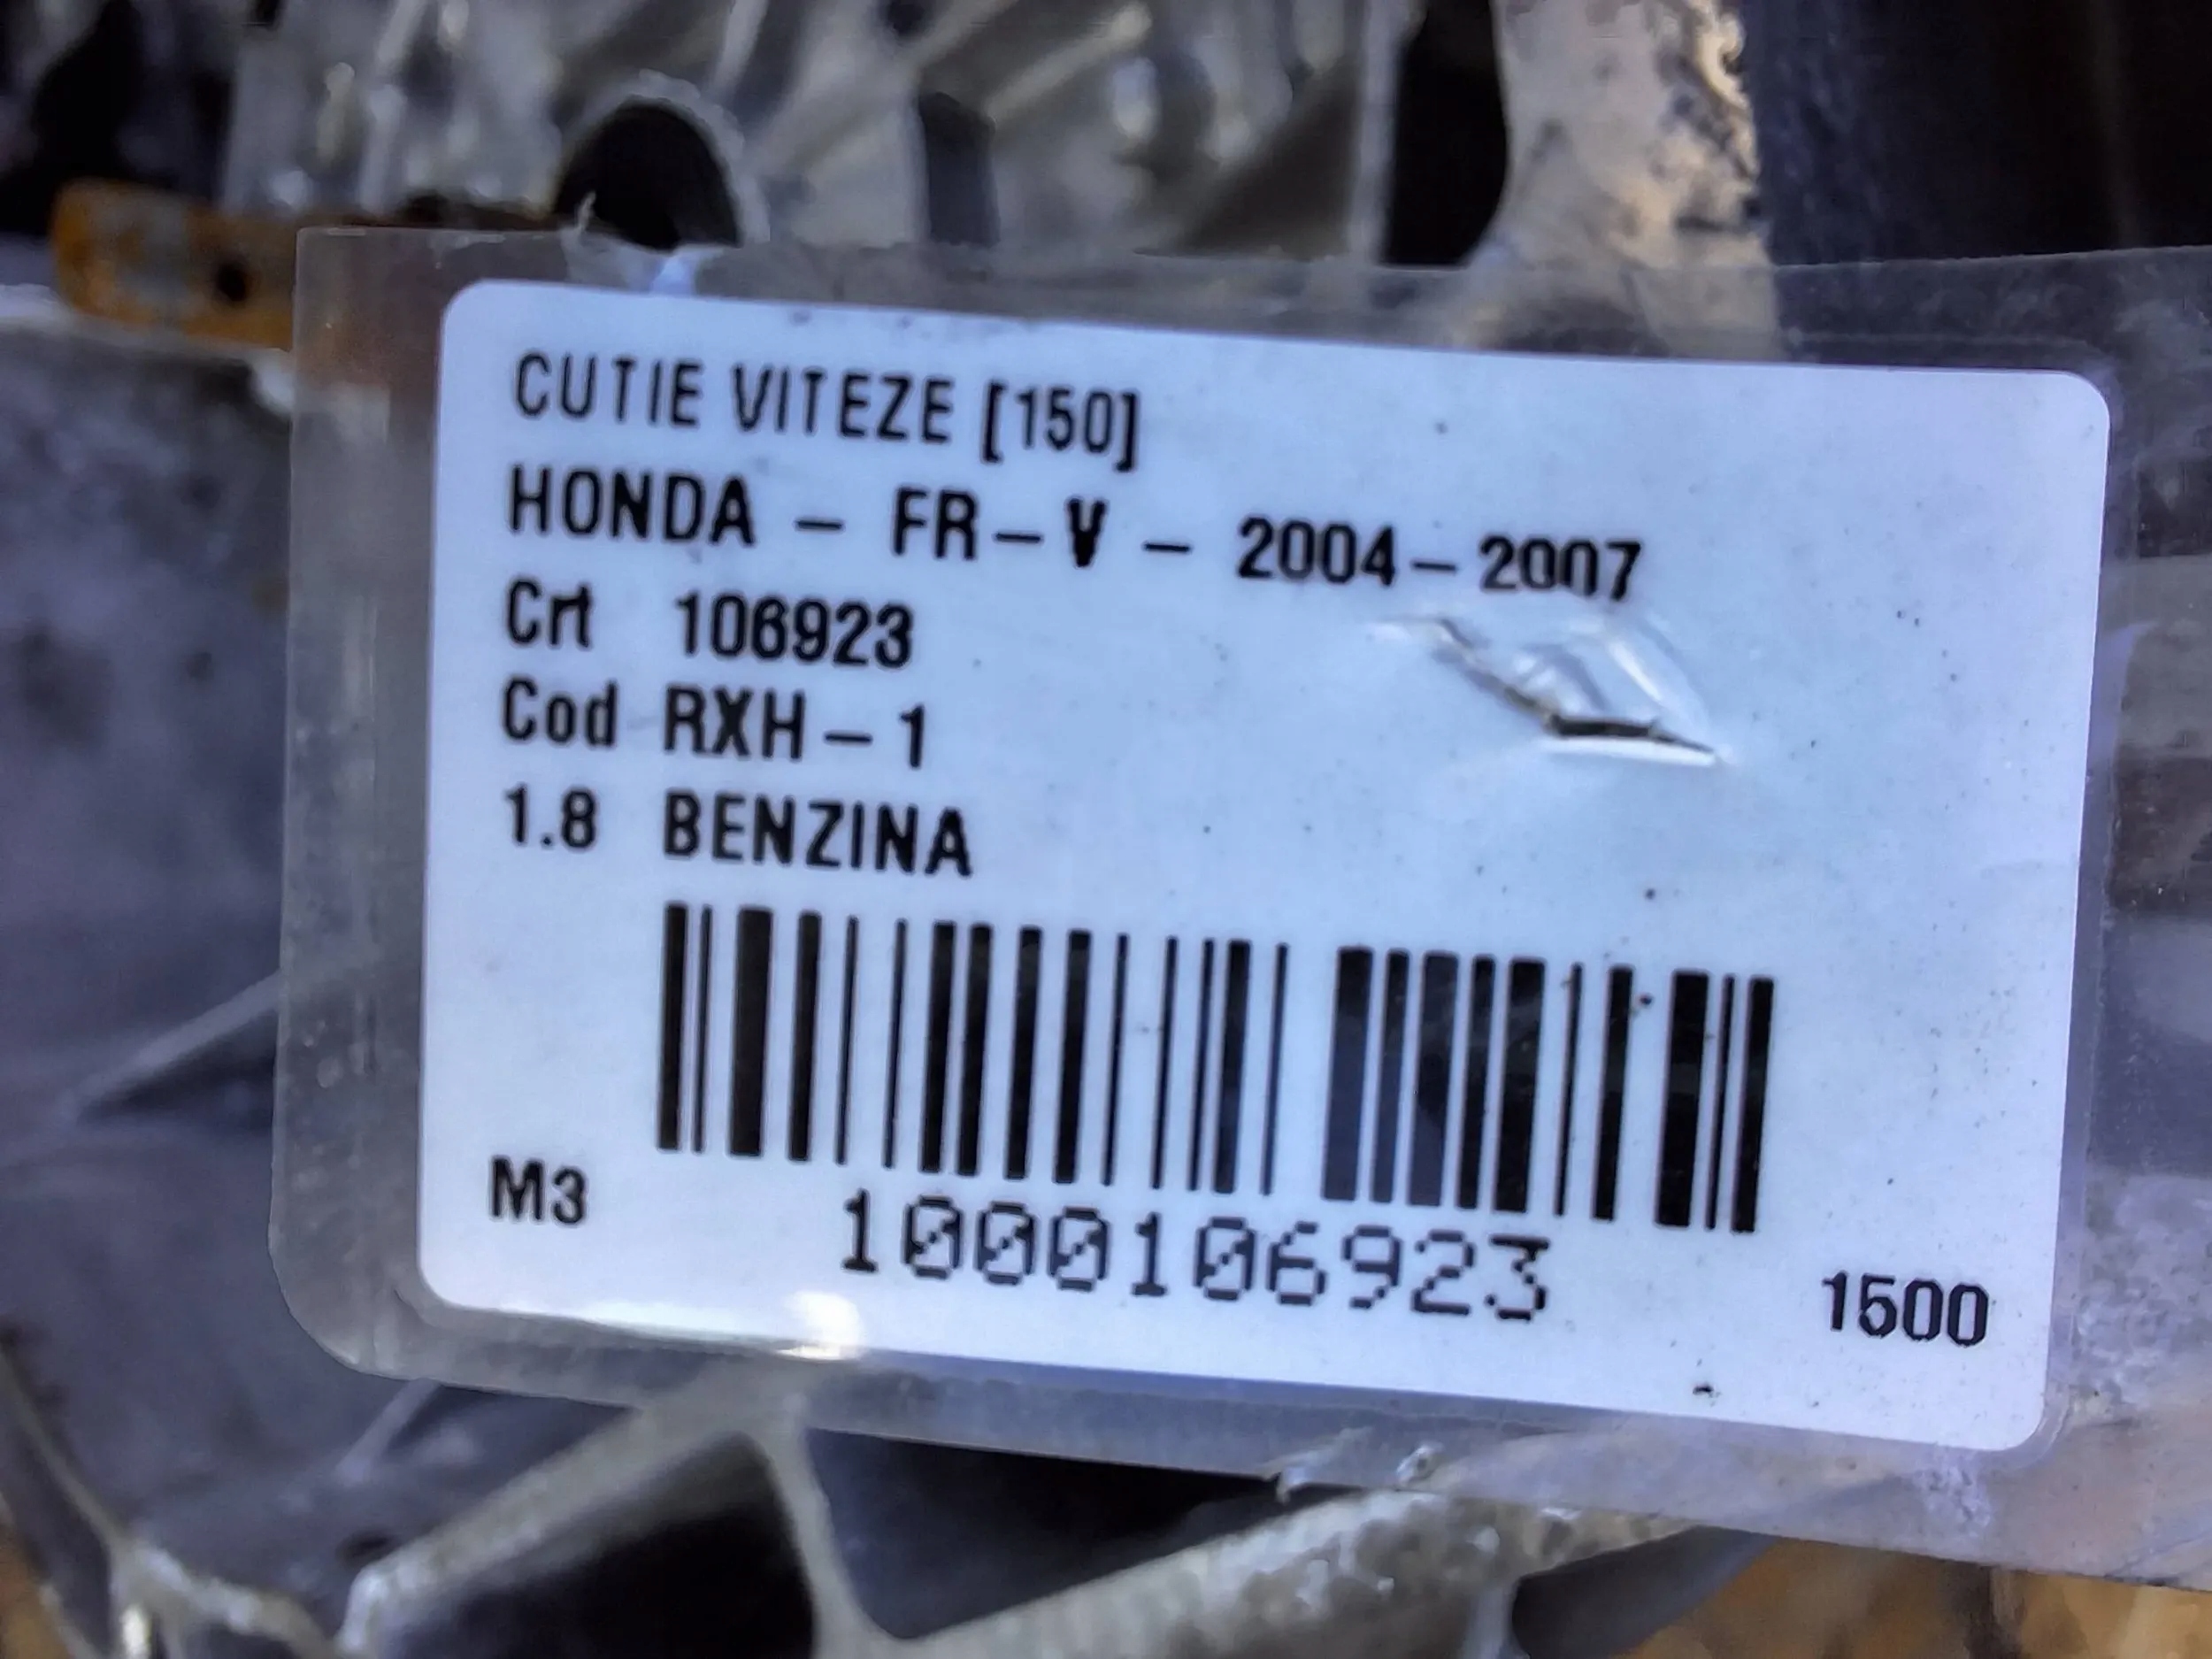 CUTIE VITEZE [150]
HONDA - FR-V - 2004-2007
Crt 106923
Cod RXH-1
1.8 BENZINA
M3
1000106923
1500